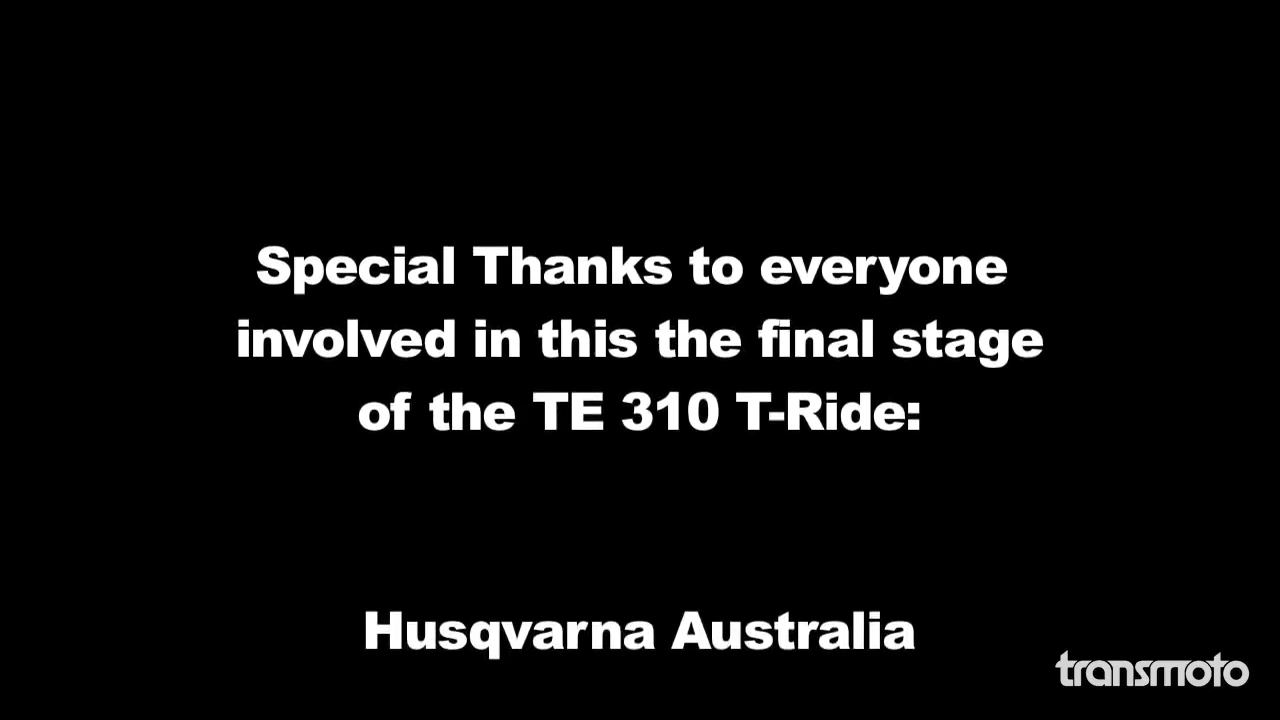 Special Thanks to everyone
involved in this the final stage
of the TE 310 T-Ride:
Husqvarna Australia
transmoto